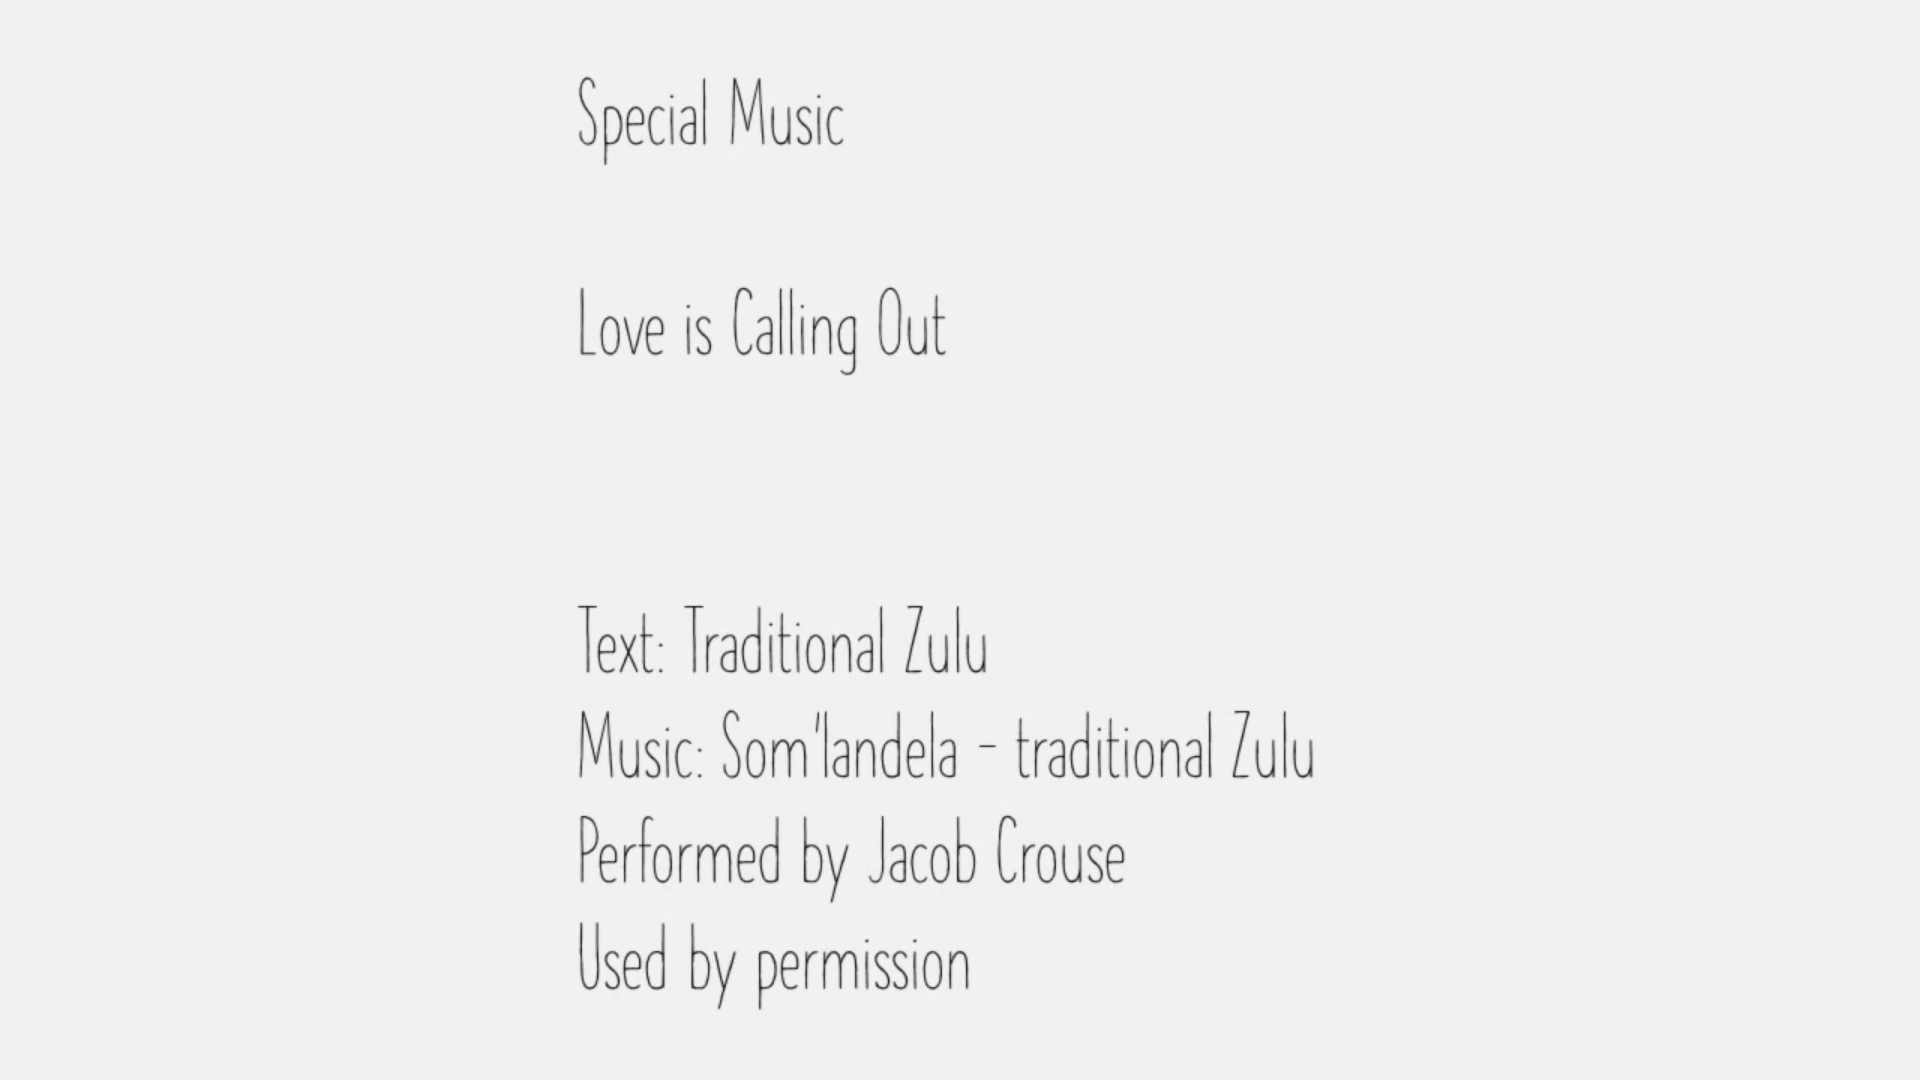 Special Music
Love is Calling Out
Text: Traditional Zulu
Music: Som'landela - traditional Zulu
Performed by Jacob Crouse
Used by permission